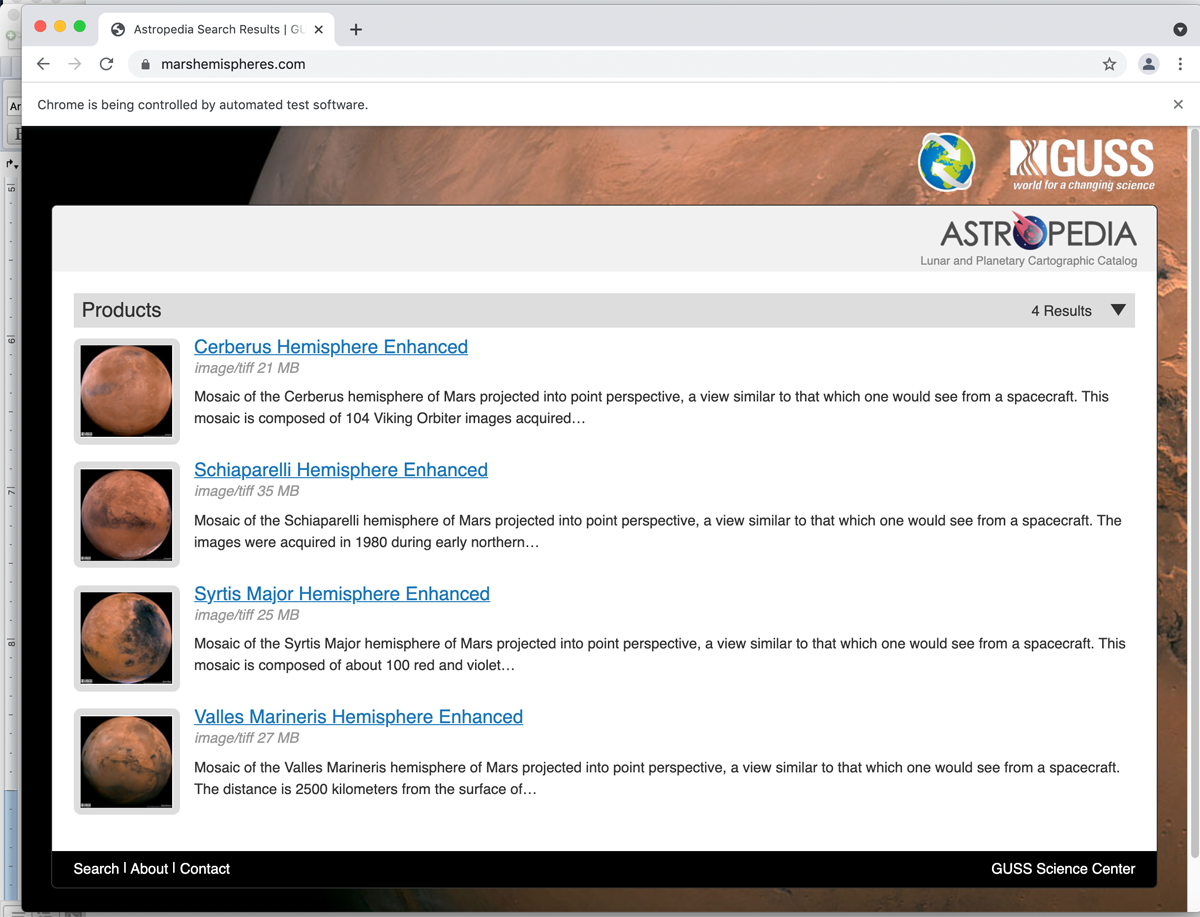 Astropedia Search Results | GU
marshemispheres.com
Chrome is being controlled by automated test software.
GUSS
world for a changing science
ASTROPEDIA
Lunar and Planetary Cartographic Catalog
Products
4 Results
Cerberus Hemisphere Enhanced
image/tiff 21 MB
Mosaic of the Cerberus hemisphere of Mars projected into point perspective, a view similar to that which one would see from a spacecraft. This
mosaic is composed of 104 Viking Orbiter images acquired…
Schiaparelli Hemisphere Enhanced
image/tiff 35 MB
Mosaic of the Schiaparelli hemisphere of Mars projected into point perspective, a view similar to that which one would see from a spacecraft. The
images were acquired in 1980 during early northern…
Syrtis Major Hemisphere Enhanced
image/tiff 25 MB
Mosaic of the Syrtis Major hemisphere of Mars projected into point perspective, a view similar to that which one would see from a spacecraft. This
mosaic is composed of about 100 red and violet…
Valles Marineris Hemisphere Enhanced
image/tiff 27 MB
Mosaic of the Valles Marineris hemisphere of Mars projected into point perspective, a view similar to that which one would see from a spacecraft.
The distance is 2500 kilometers from the surface of…
Search | About | Contact
GUSS Science Center
Ar
5
6
7
8